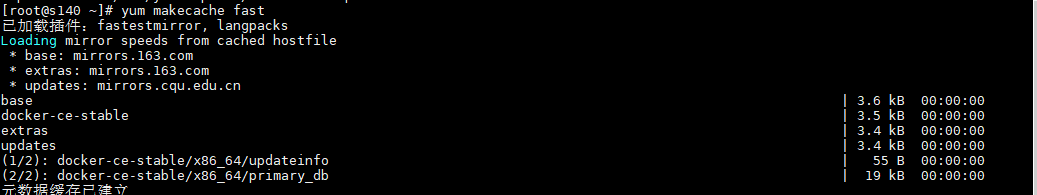 [root@s140 ~]# yum makecache fast
已加载插件：fastestmirror, langpacks
Loading mirror speeds from cached hostfile
 * base: mirrors.163.com
 * extras: mirrors.163.com
 * updates: mirrors.cqu.edu.cn
base | 3.6 kB 00:00:00
docker-ce-stable | 3.5 kB 00:00:00
extras | 3.4 kB 00:00:00
updates | 3.4 kB 00:00:00
(1/2): docker-ce-stable/x86_64/updateinfo | 55 B 00:00:00
(2/2): docker-ce-stable/x86_64/primary_db | 19 kB 00:00:00
元数据缓存已建立